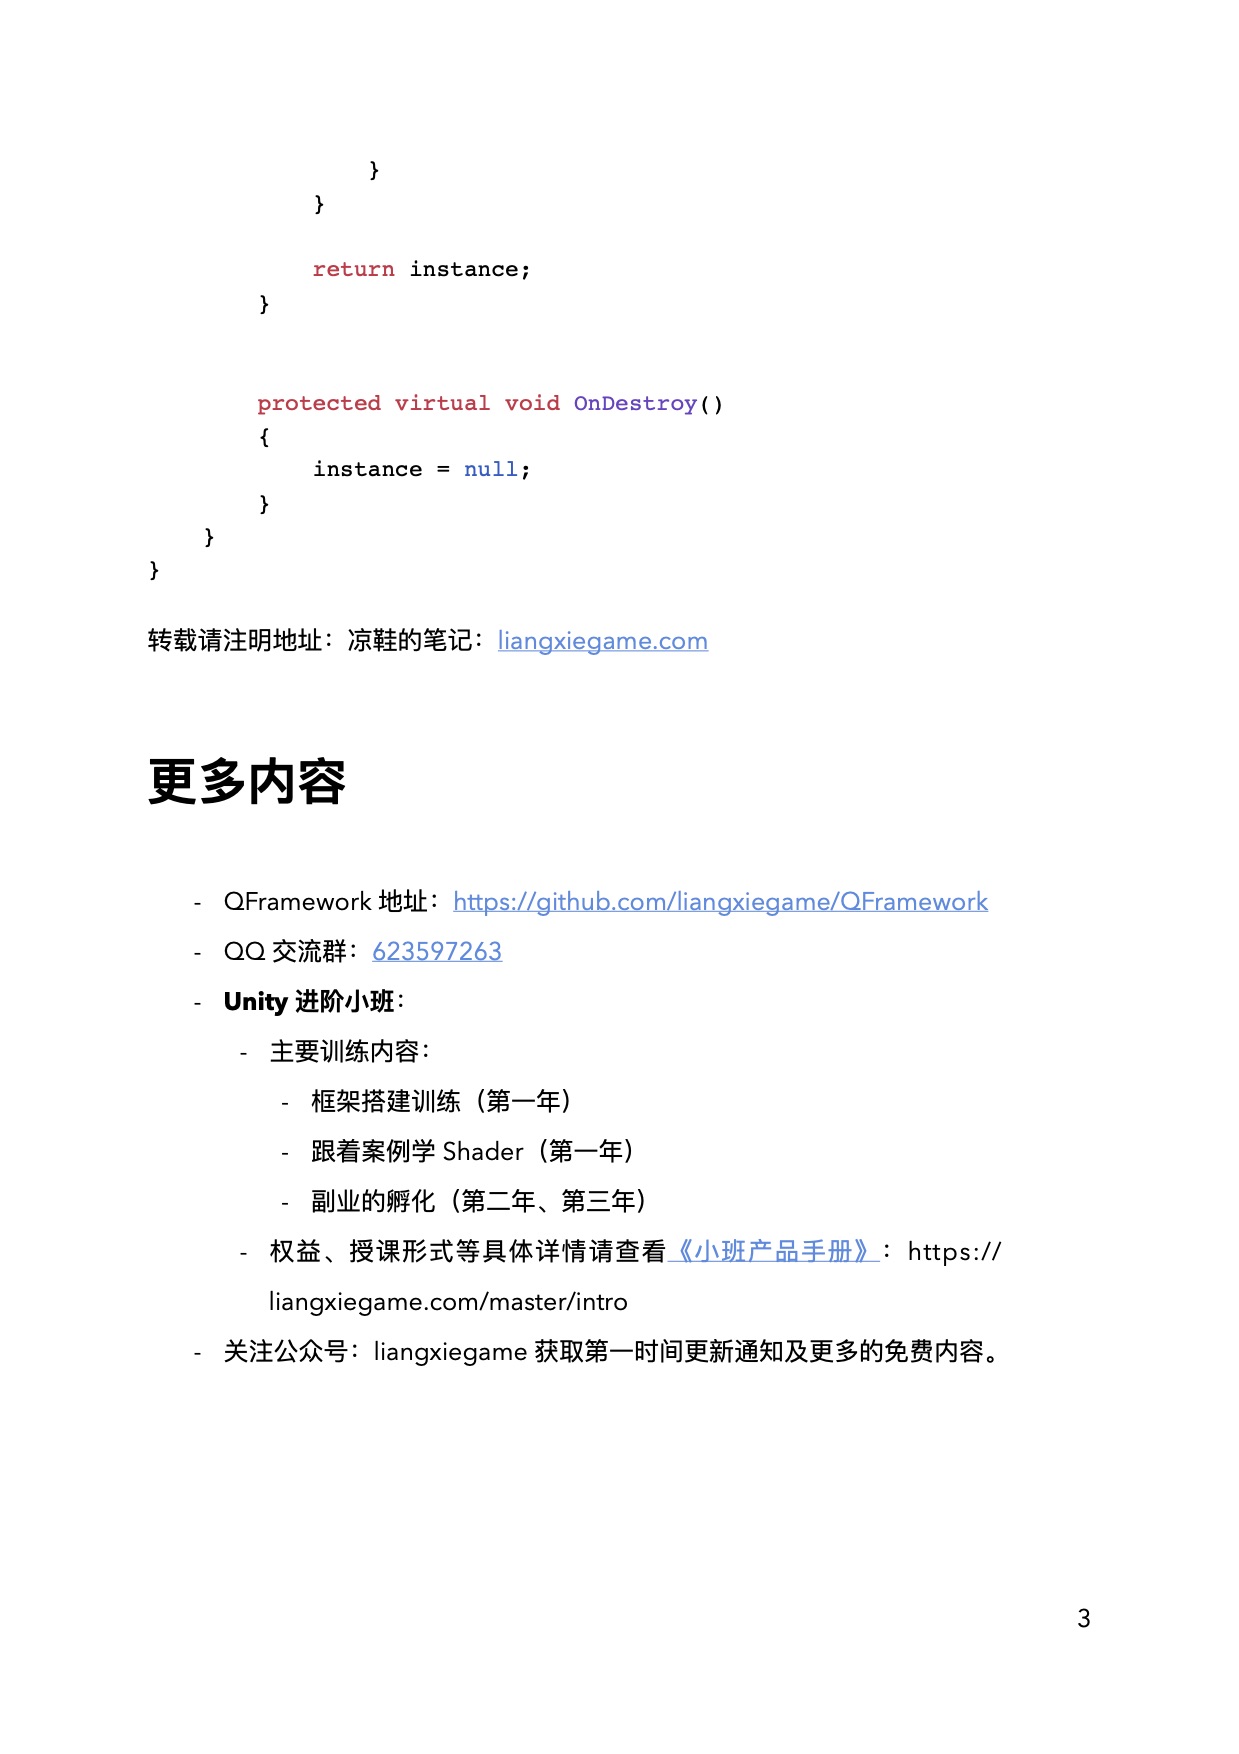 }
}
return instance;
}
protected virtual void OnDestroy()
{
instance = null;
}
}
}
转载请注明地址：凉鞋的笔记：liangxiegame.com
更多内容
- QFramework 地址：https://github.com/liangxiegame/QFramework
- QQ 交流群：623597263
- Unity 进阶小班：
- 主要训练内容：
- 框架搭建训练（第一年）
- 跟着案例学 Shader（第一年）
- 副业的孵化（第二年、第三年）
- 权益、授课形式等具体详情请查看《小班产品手册》：https://
liangxiegame.com/master/intro
- 关注公众号：liangxiegame 获取第一时间更新通知及更多的免费内容。
3